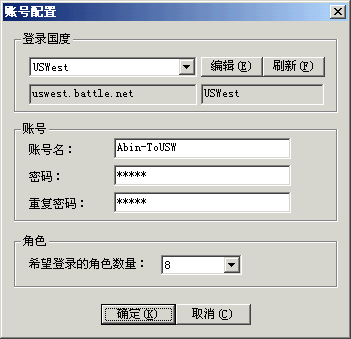 账号配置
登录国度
USWest 编辑(E) 刷新(F)
uswest.battle.net USWest
账号
账号名： Abin-ToUSW
密码： *****
重复密码： *****
角色
希望登录的角色数量： 8
确定(K) 取消(C)